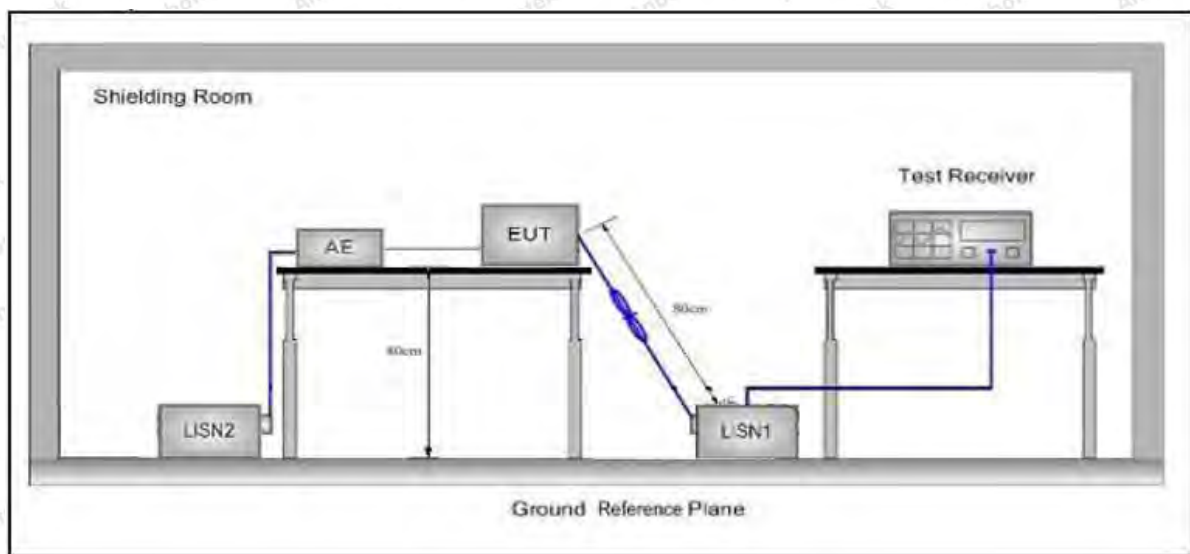 Shielding Room
Test Receiver
AE
EUT
80cm
80cm
LISN2
LISN1
Ground Reference Plane